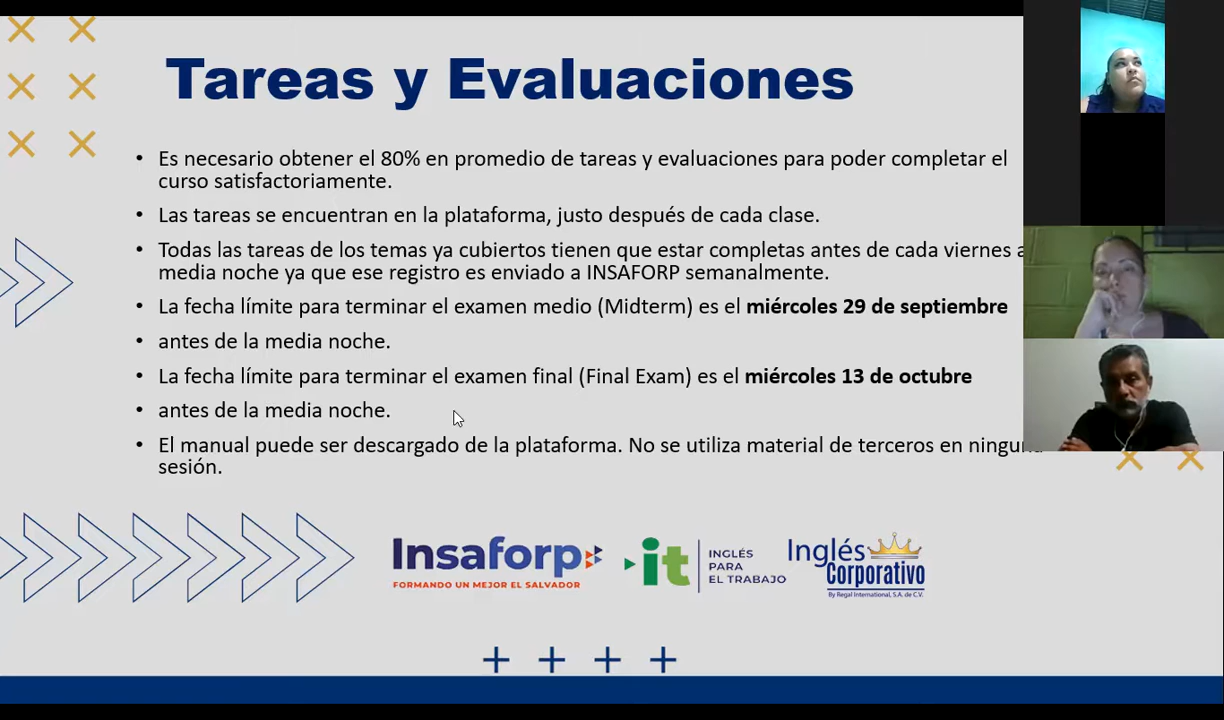 Tareas y Evaluaciones
• Es necesario obtener el 80% en promedio de tareas y evaluaciones para poder completar el
curso satisfactoriamente.
• Las tareas se encuentran en la plataforma, justo después de cada clase.
• Todas las tareas de los temas ya cubiertos tienen que estar completas antes de cada viernes a
media noche ya que ese registro es enviado a INSAFORP semanalmente.
• La fecha límite para terminar el examen medio (Midterm) es el miércoles 29 de septiembre
• antes de la media noche.
• La fecha límite para terminar el examen final (Final Exam) es el miércoles 13 de octubre
• antes de la media noche.
• El manual puede ser descargado de la plataforma. No se utiliza material de terceros en ninguna
sesión.
Insaforp
FORMANDO UN MEJOR EL SALVADOR
it
INGLÉS
PARA
EL TRABAJO
Inglés
Corporativo
By Regal International, S.A. de C.V.